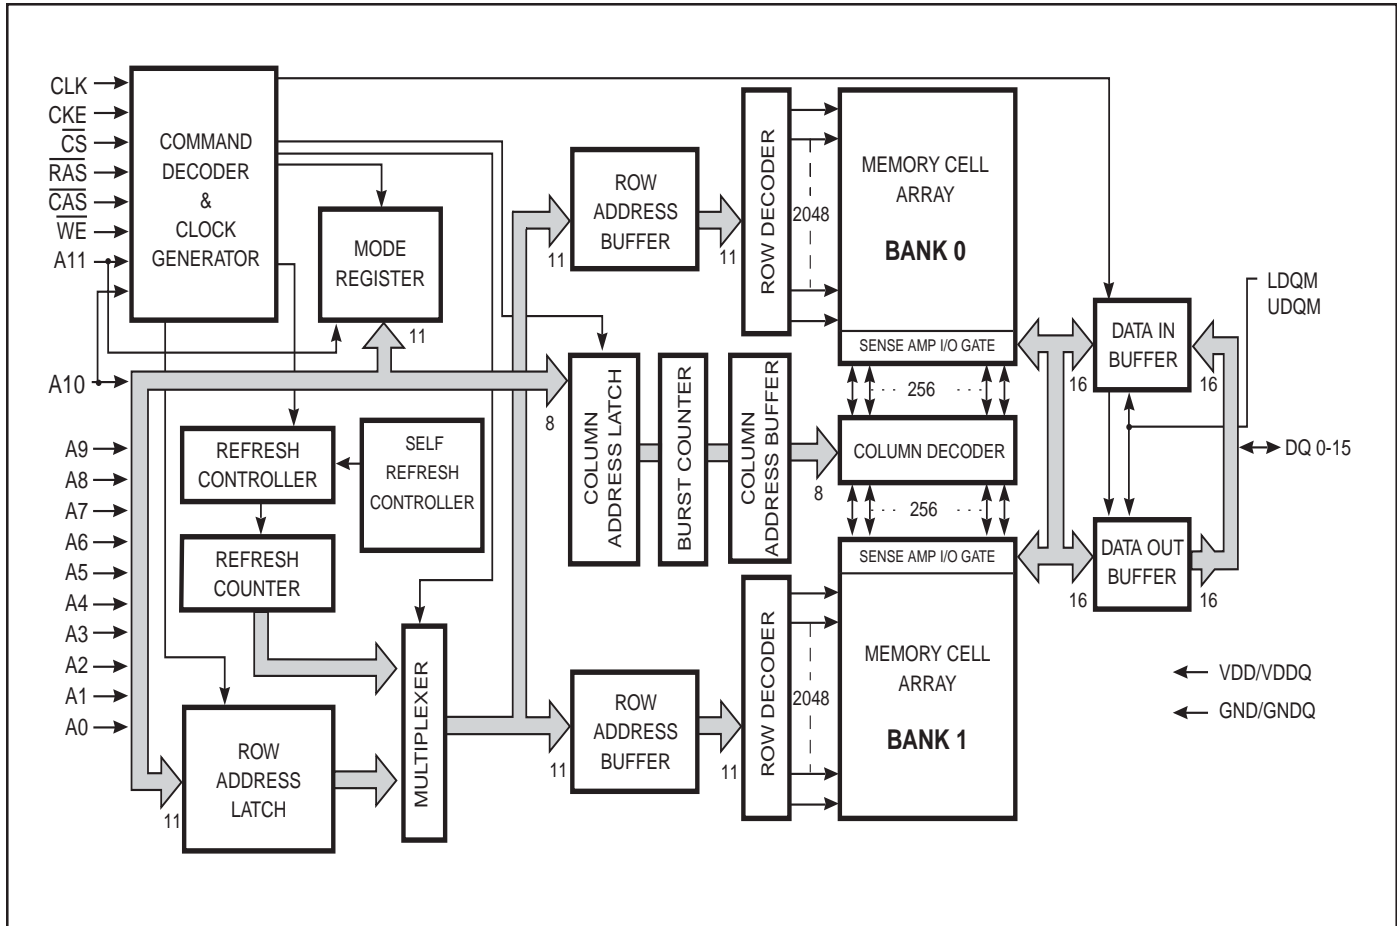 CLK
CKE
C̅S̅
R̅A̅S̅
C̅A̅S̅
W̅E̅
A11
A10
A9
A8
A7
A6
A5
A4
A3
A2
A1
A0
COMMAND
DECODER
&
CLOCK
GENERATOR
MODE
REGISTER
11
REFRESH
CONTROLLER
SELF
REFRESH
CONTROLLER
REFRESH
COUNTER
ROW
ADDRESS
LATCH
11
MULTIPLEXER
ROW
ADDRESS
BUFFER
11
11
ROW DECODER
2048
MEMORY CELL
ARRAY
BANK 0
SENSE AMP I/O GATE
8
COLUMN
ADDRESS LATCH
BURST COUNTER
COLUMN
ADDRESS BUFFER
8
256
COLUMN DECODER
256
ROW
ADDRESS
BUFFER
11
11
ROW DECODER
2048
SENSE AMP I/O GATE
MEMORY CELL
ARRAY
BANK 1
LDQM
UDQM
DATA IN
BUFFER
16
16
DQ 0-15
DATA OUT
BUFFER
16
16
VDD/VDDQ
GND/GNDQ